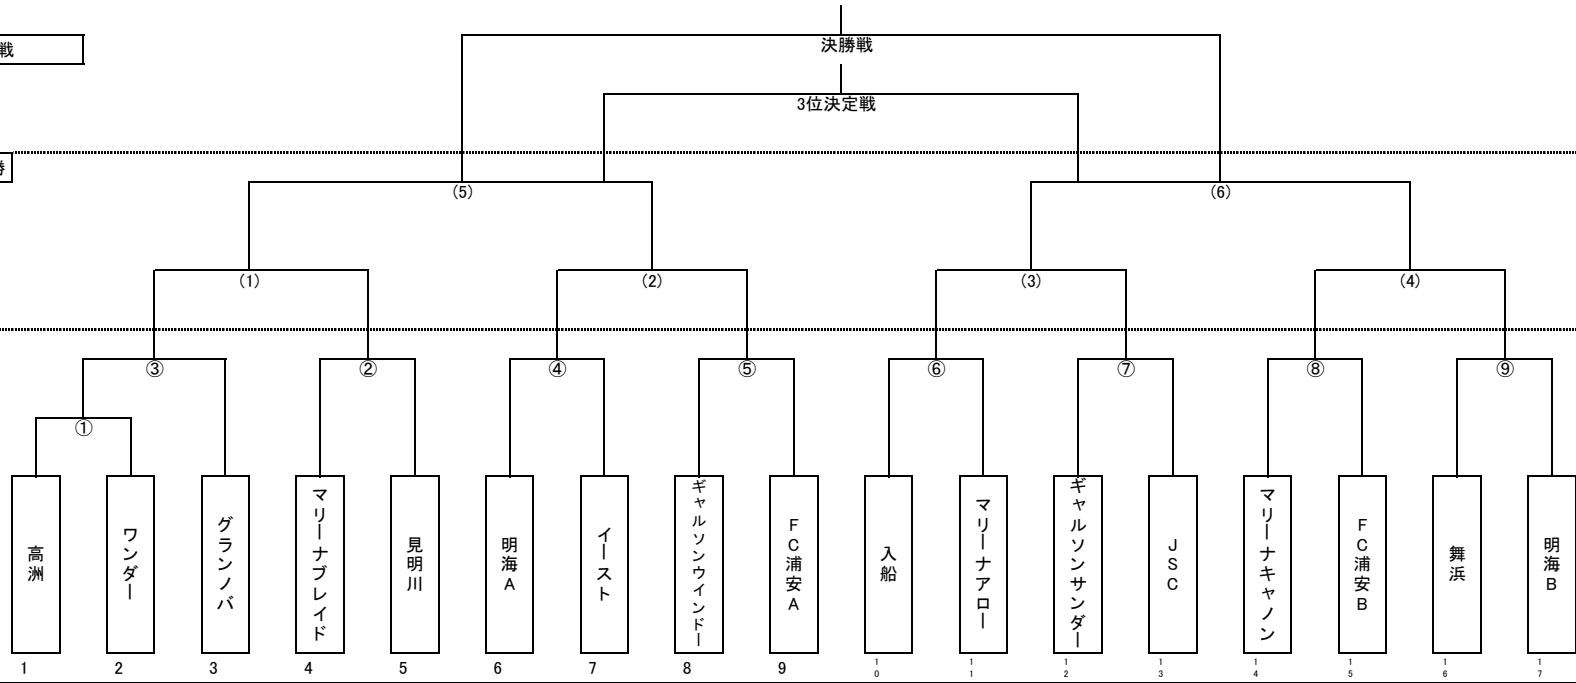 決勝戦
戦
3位決定戦
勝
(5)
(6)
(1)
(2)
(3)
(4)
③
②
④
⑤
⑥
⑦
⑧
⑨
①
高洲
ワンダー
グランノバ
マリーナブレイド
見明川
明海A
イースト
ギャルソンウインドー
FC浦安A
入船
マリーナアロー
ギャルソンサンダー
JSC
マリーナキャノン
FC浦安B
舞浜
明海B
1 2 3 4 5 6 7 8 9 10 11 12 13 14 15 16 17